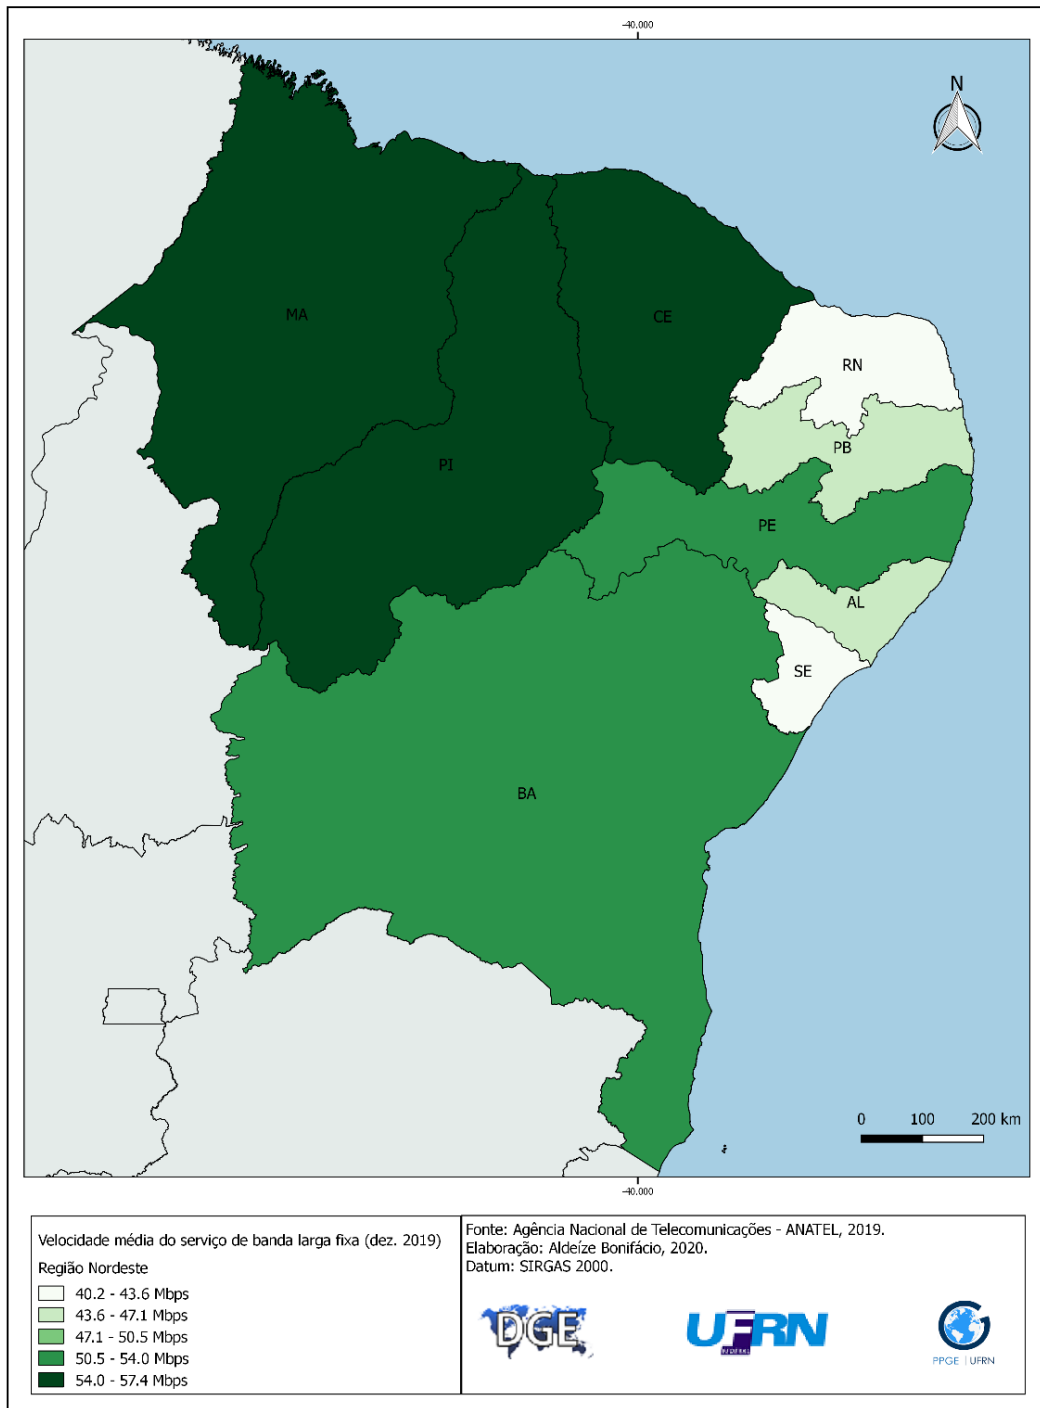 -40.000
N
MA
CE
RN
PI
PB
PE
AL
SE
BA
0 100 200 km
-40.000
Velocidade média do serviço de banda larga fixa (dez. 2019)
Região Nordeste
40.2 - 43.6 Mbps
43.6 - 47.1 Mbps
47.1 - 50.5 Mbps
50.5 - 54.0 Mbps
54.0 - 57.4 Mbps
Fonte: Agência Nacional de Telecomunicações - ANATEL, 2019.
Elaboração: Aldeíze Bonifácio, 2020.
Datum: SIRGAS 2000.
DGE
UFRN
PPGE | UFRN